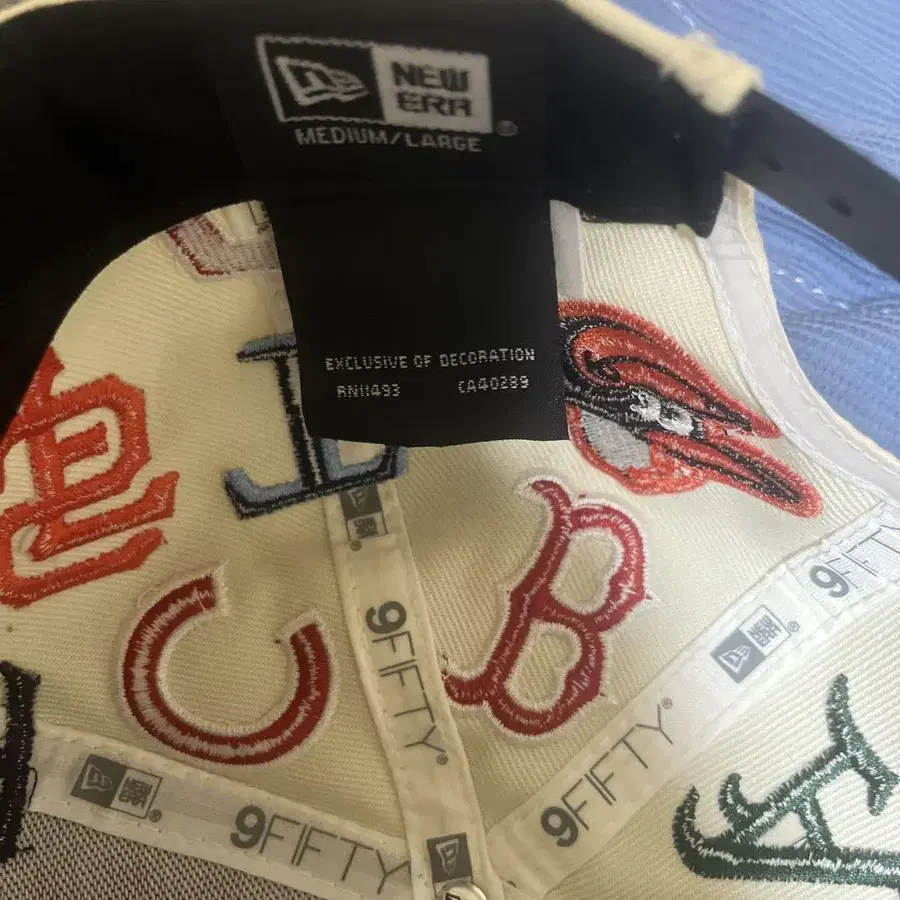 NEW
ERA
®
MEDIUM/LARGE
EXCLUSIVE OF DECORATION
RN11493 CA40289
C
B
9FIFTY
9FIFTY®
NEW
ERA®
9FIFTY®
NEW
ERA®
9FIFTY
A